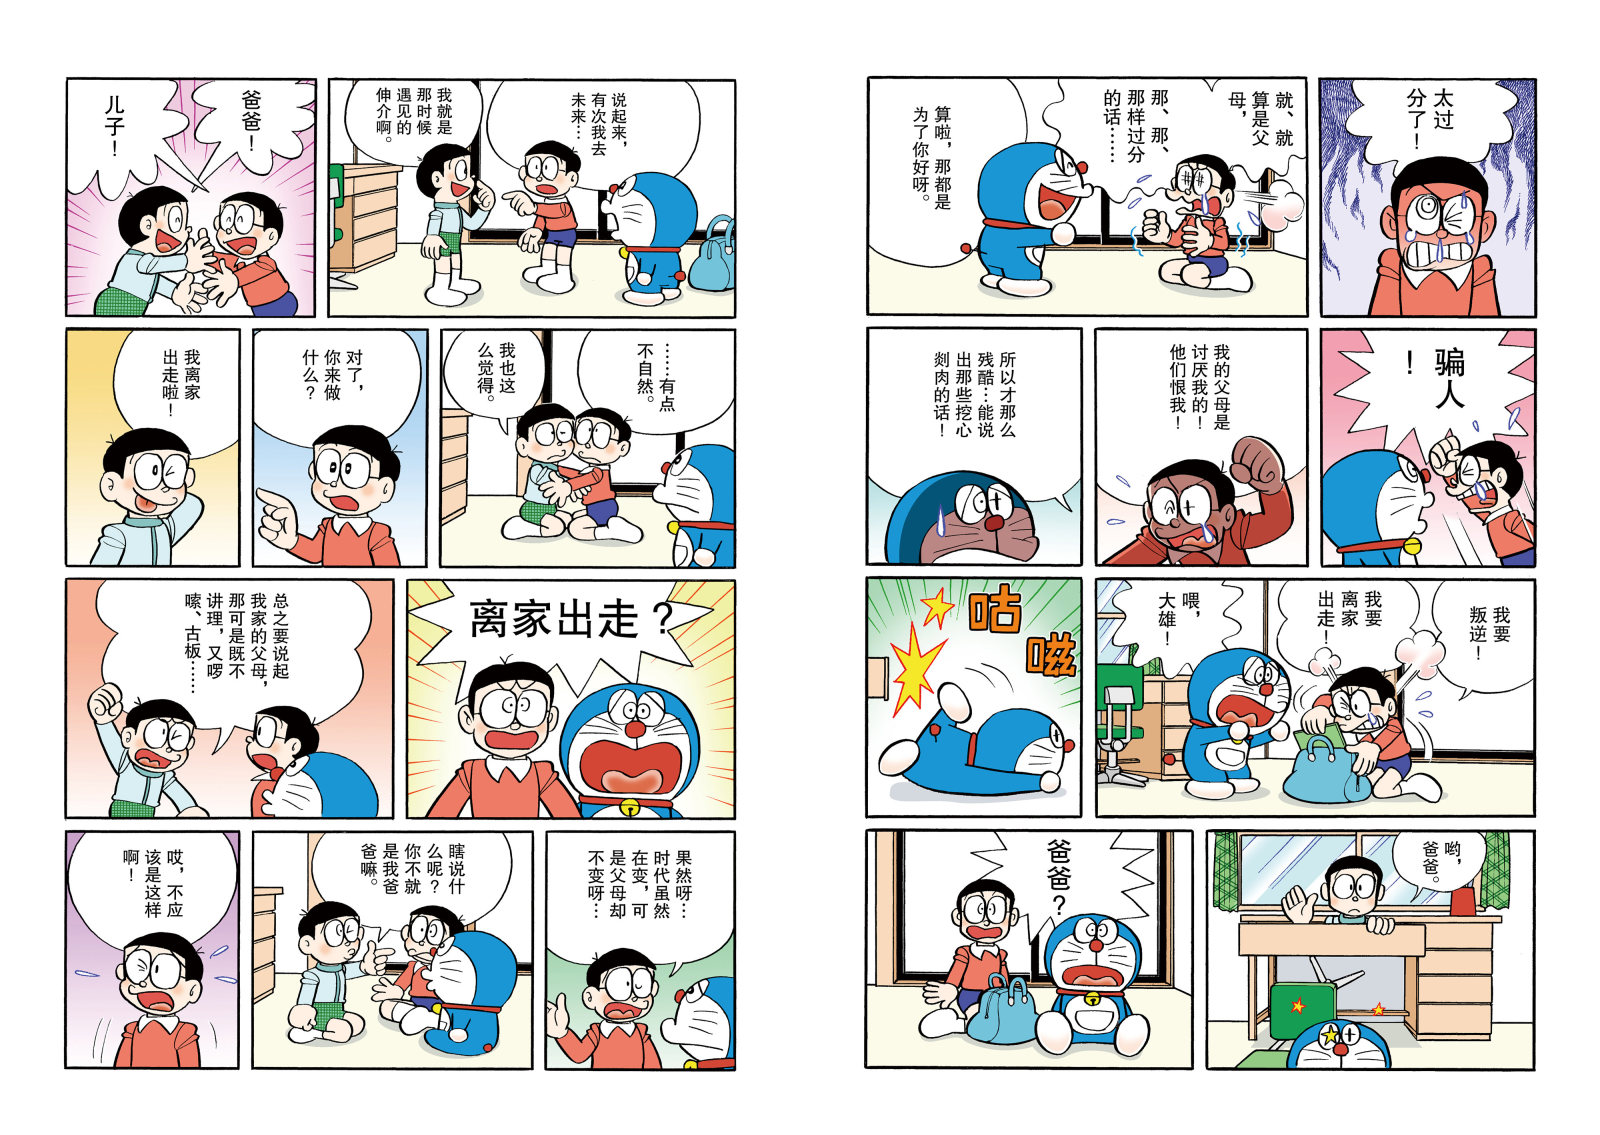 太过
分了！
就、就
算是父
母，
那、那、
那样过分
的话……
算啦，那都是
为了你好呀。
骗人
！
我的父母是
讨厌我的！
他们恨我！
所以才那么
残酷…能说
出那些挖心
剜肉的话！
我要
叛逆！
我要
离家
出走！
喂，
大雄！
咕
嗞
哟，
爸爸。
爸爸？
说起来，
有次我去
未来…
我就是
那时候
遇见的
伸介啊。
爸爸！
儿子！
……有点
不自然。
我也这
么觉得。
对了，
你来做
什么？
我离家
出走啦！
离家出走？
总之要说起
我家的父母，
那可是既不
讲理，又啰
嗦、古板……
果然呀…
时代虽然
在变，可
是父母却
不变呀…
瞎说什
么呢？
你不就
是我爸
爸嘛。
哎，不应
该是这样
啊！